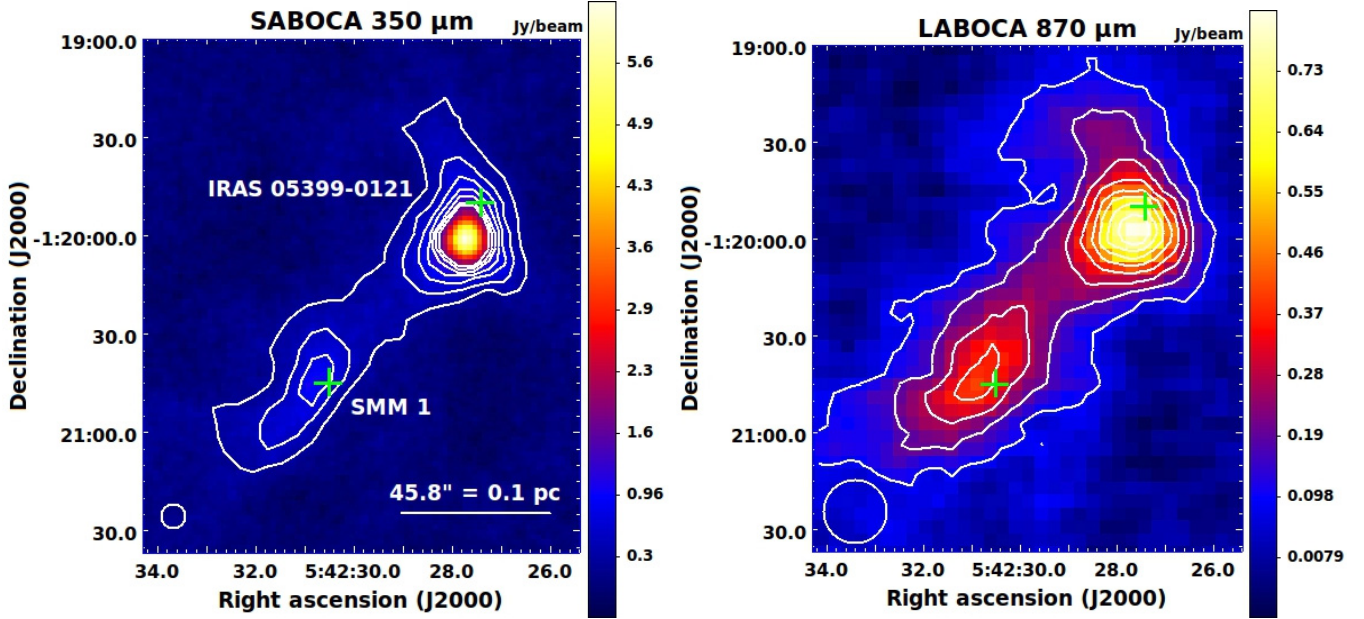 SABOCA 350 μm
Jy/beam
19:00.0
30.0
-1:20:00.0
30.0
21:00.0
30.0
Declination (J2000)
IRAS 05399-0121
SMM 1
45.8" = 0.1 pc
34.0 32.0 5:42:30.0 28.0 26.0
Right ascension (J2000)
5.6
4.9
4.3
3.6
2.9
2.3
1.6
0.96
0.3
LABOCA 870 μm
Jy/beam
19:00.0
30.0
-1:20:00.0
30.0
21:00.0
30.0
Declination (J2000)
34.0 32.0 5:42:30.0 28.0 26.0
Right ascension (J2000)
0.73
0.64
0.55
0.46
0.37
0.28
0.19
0.098
0.0079